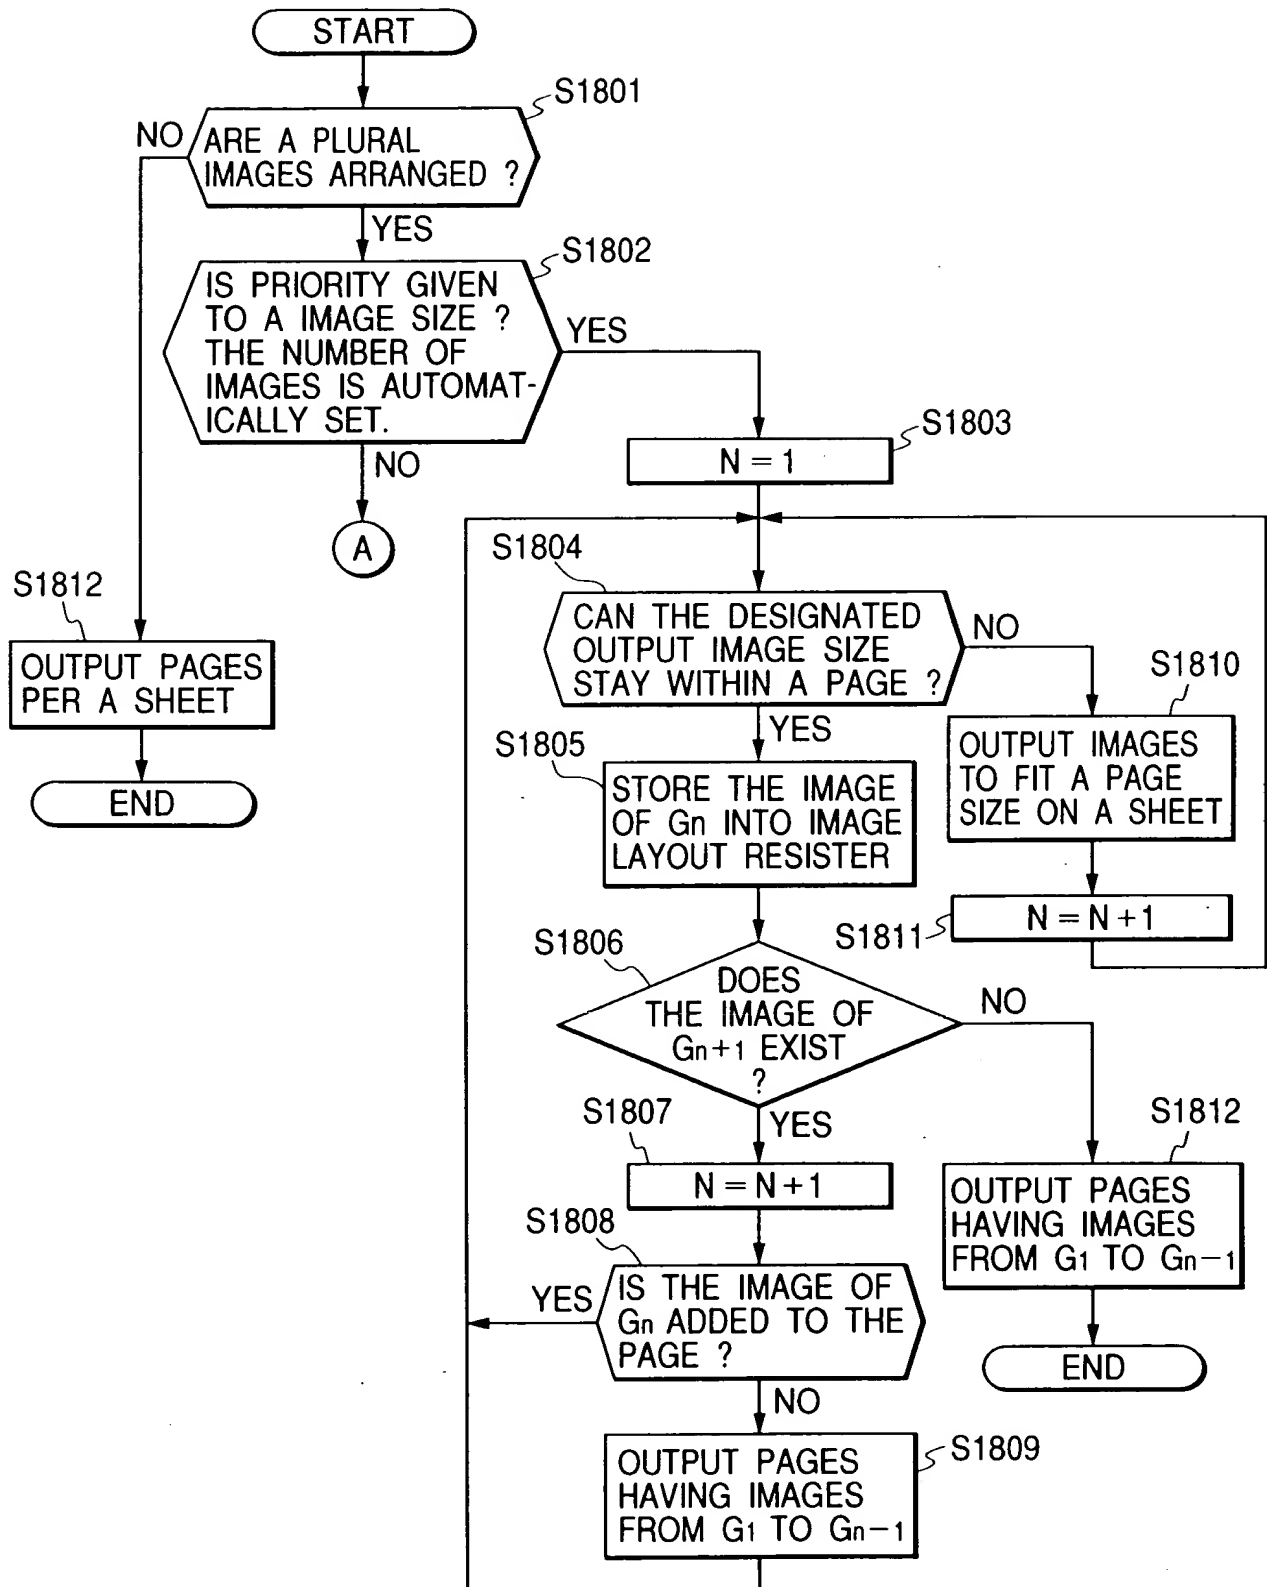 START
S1801
NO
ARE A PLURAL
IMAGES ARRANGED ?
YES
S1802
IS PRIORITY GIVEN
TO A IMAGE SIZE ?
THE NUMBER OF
IMAGES IS AUTOMAT-
ICALLY SET.
YES
NO
A
S1803
N = 1
S1812
OUTPUT PAGES
PER A SHEET
END
S1804
CAN THE DESIGNATED
OUTPUT IMAGE SIZE
STAY WITHIN A PAGE ?
NO
YES
S1810
OUTPUT IMAGES
TO FIT A PAGE
SIZE ON A SHEET
S1805
STORE THE IMAGE
OF Gn INTO IMAGE
LAYOUT RESISTER
S1811
N = N + 1
S1806
DOES
THE IMAGE OF
Gn+1 EXIST
?
NO
YES
S1807
N = N + 1
S1812
OUTPUT PAGES
HAVING IMAGES
FROM G1 TO Gn-1
END
S1808
YES
IS THE IMAGE OF
Gn ADDED TO THE
PAGE ?
NO
S1809
OUTPUT PAGES
HAVING IMAGES
FROM G1 TO Gn-1